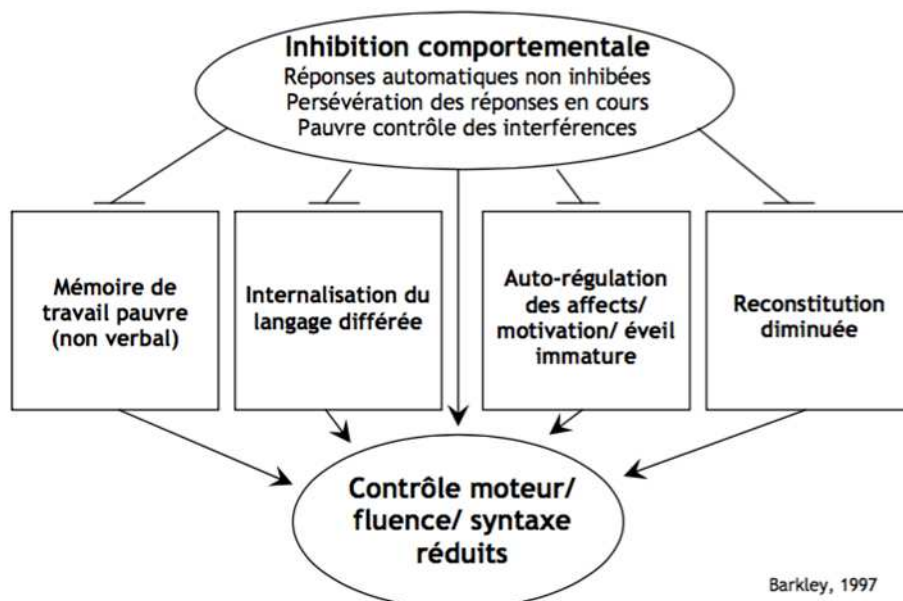 Inhibition comportementale
Réponses automatiques non inhibées
Persévération des réponses en cours
Pauvre contrôle des interférences
Mémoire de
travail pauvre
(non verbal)
Internalisation du
langage différée
Auto-régulation
des affects/
motivation/ éveil
immature
Reconstitution
diminuée
Contrôle moteur/
fluence/ syntaxe
réduits
Barkley, 1997